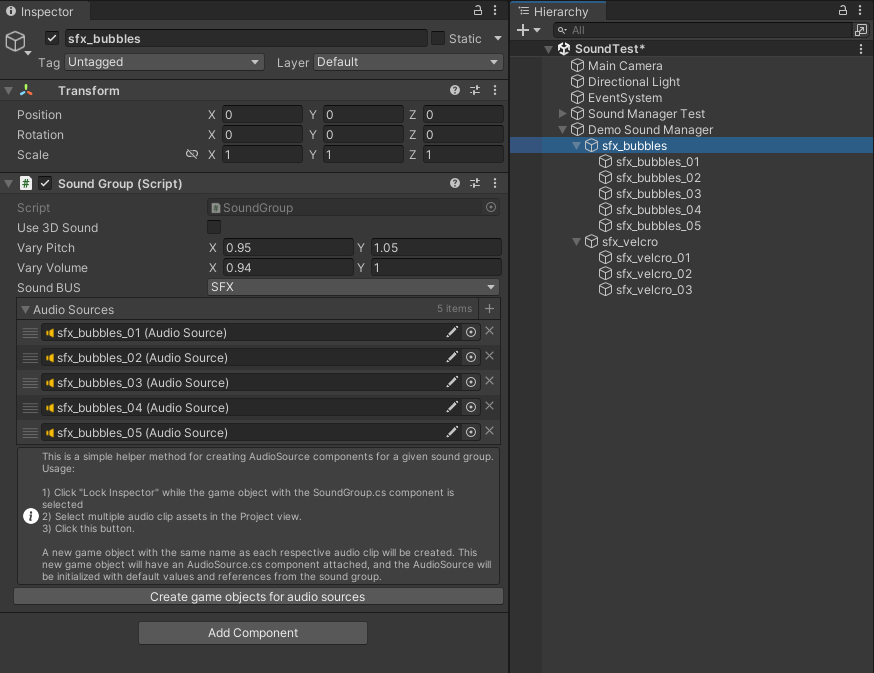 Inspector
sfx_bubbles
Static
Tag Untagged Layer Default
Transform
Position X 0 Y 0 Z 0
Rotation X 0 Y 0 Z 0
Scale X 1 Y 1 Z 1
# Sound Group (Script)
Script SoundGroup
Use 3D Sound
Vary Pitch X 0.95 Y 1.05
Vary Volume X 0.94 Y 1
Sound BUS SFX
Audio Sources 5 items +
sfx_bubbles_01 (Audio Source)
sfx_bubbles_02 (Audio Source)
sfx_bubbles_03 (Audio Source)
sfx_bubbles_04 (Audio Source)
sfx_bubbles_05 (Audio Source)
This is a simple helper method for creating AudioSource components for a given sound group.
Usage:
1) Click "Lock Inspector" while the game object with the SoundGroup.cs component is
selected
2) Select multiple audio clip assets in the Project view.
3) Click this button.
A new game object with the same name as each respective audio clip will be created. This
new game object will have an AudioSource.cs component attached, and the AudioSource will
be initialized with default values and references from the sound group.
Create game objects for audio sources
Add Component
Hierarchy
All
SoundTest*
Main Camera
Directional Light
EventSystem
Sound Manager Test
Demo Sound Manager
sfx_bubbles
sfx_bubbles_01
sfx_bubbles_02
sfx_bubbles_03
sfx_bubbles_04
sfx_bubbles_05
sfx_velcro
sfx_velcro_01
sfx_velcro_02
sfx_velcro_03